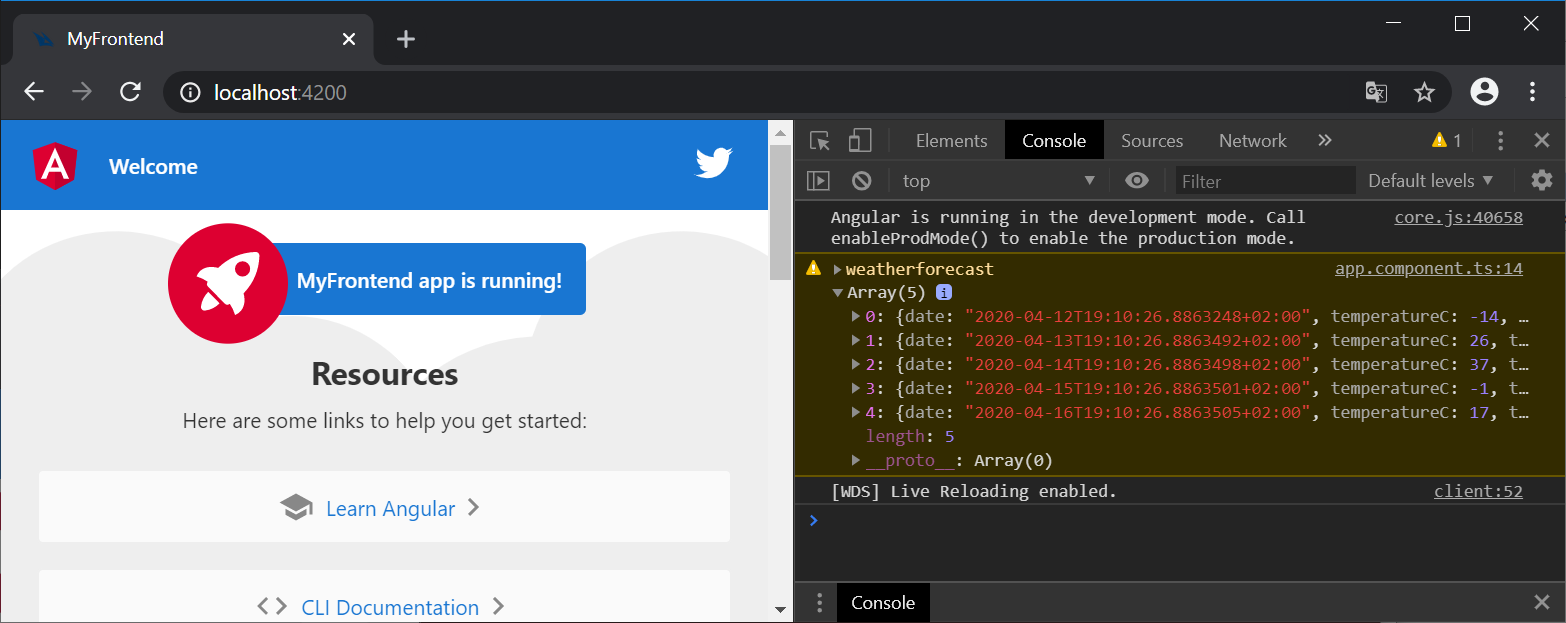 MyFrontend
localhost:4200
Welcome
MyFrontend app is running!
Resources
Here are some links to help you get started:
Learn Angular
CLI Documentation
Elements Console Sources Network 1
top Filter Default levels
Angular is running in the development mode. Call core.js:40658
enableProdMode() to enable the production mode.
weatherforecast app.component.ts:14
Array(5) i
0: {date: "2020-04-12T19:10:26.8863248+02:00", temperatureC: -14, …
1: {date: "2020-04-13T19:10:26.8863492+02:00", temperatureC: 26, t…
2: {date: "2020-04-14T19:10:26.8863498+02:00", temperatureC: 37, t…
3: {date: "2020-04-15T19:10:26.8863501+02:00", temperatureC: -1, t…
4: {date: "2020-04-16T19:10:26.8863505+02:00", temperatureC: 17, t…
length: 5
__proto__: Array(0)
[WDS] Live Reloading enabled. client:52
Console